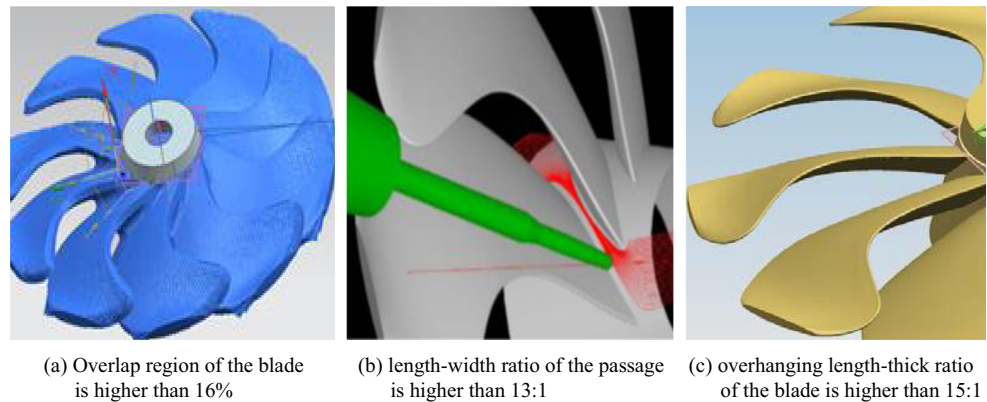 (a) Overlap region of the blade
is higher than 16%
(b) length-width ratio of the passage
is higher than 13:1
(c) overhanging length-thick ratio
of the blade is higher than 15:1